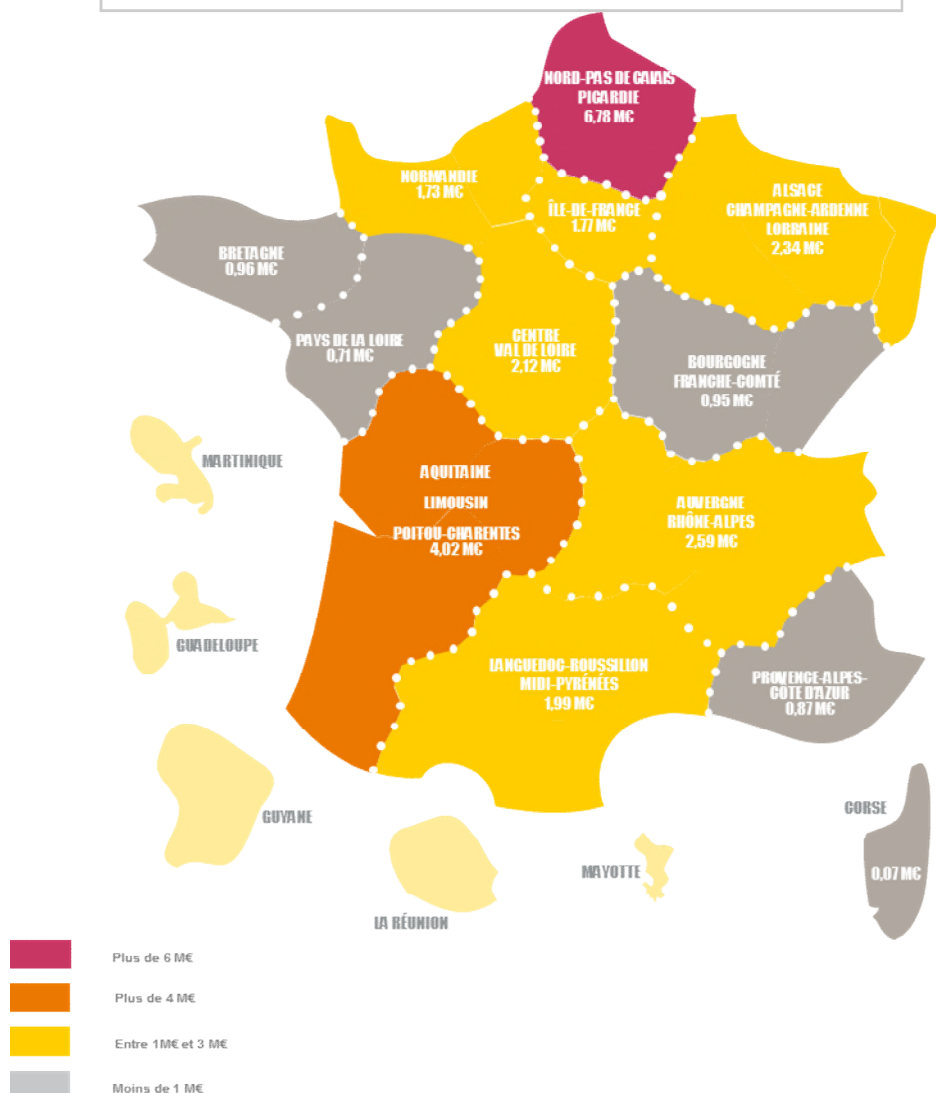 NORD-PAS DE CALAIS
PICARDIE
6,78 M€
NORMANDIE
1,73 M€
ÎLE-DE-FRANCE
1.77 M€
ALSACE
CHAMPAGNE-ARDENNE
LORRAINE
2,34 M€
BRETAGNE
0,96 M€
PAYS DE LA LOIRE
0,71 M€
CENTRE
VAL DE LOIRE
2,12 M€
BOURGOGNE
FRANCHE-COMTÉ
0,95 M€
MARTINIQUE
AQUITAINE
LIMOUSIN
POITOU-CHARENTES
4,02 M€
AUVERGNE
RHÔNE-ALPES
2,59 M€
GUADELOUPE
LANGUEDOC-ROUSSILLON
MIDI-PYRÉNÉES
1,99 M€
PROVENCE-ALPES-
CÔTE D'AZUR
0,87 M€
GUYANE
CORSE
0,07 M€
MAYOTTE
LA RÉUNION
Plus de 6 M€
Plus de 4 M€
Entre 1M€ et 3 M€
Moins de 1 M€